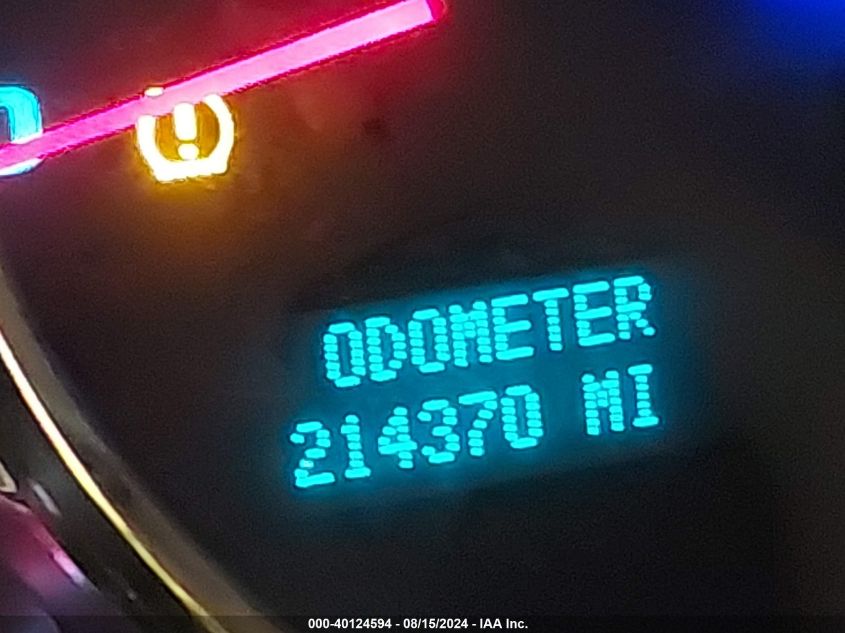 ODOMETER
214370 MI
000-40124594 - 08/15/2024 - IAA Inc.